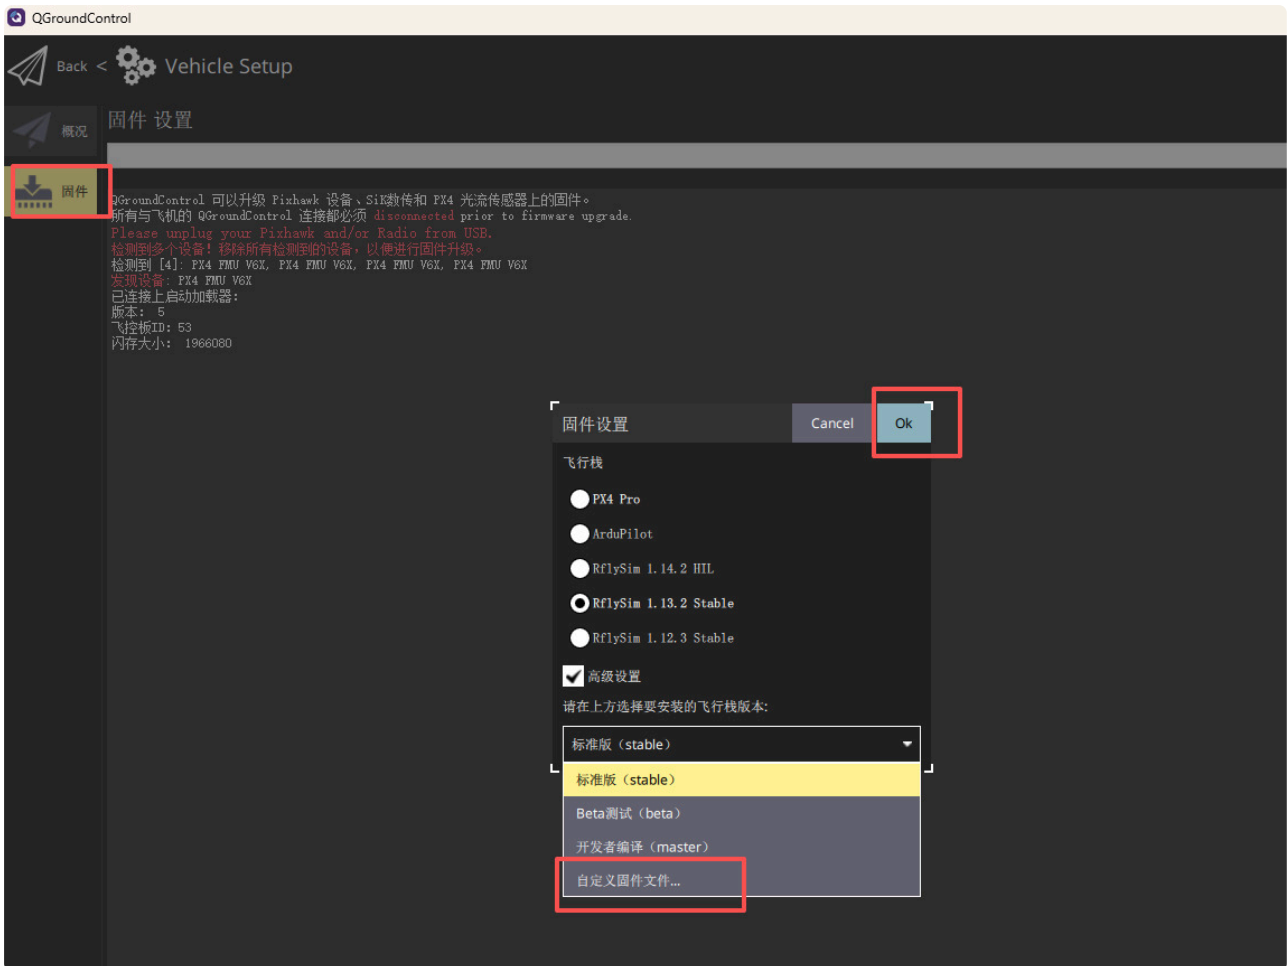 QGroundControl
Back < Vehicle Setup
概况
固件 设置
固件
QGroundControl 可以升级 Pixhawk 设备、SiK数传和 PX4 光流传感器上的固件。
所有与飞机的 QGroundControl 连接都必须 disconnected prior to firmware upgrade.
Please unplug your Pixhawk and/or Radio from USB.
检测到多个设备! 移除所有检测到的设备，以便进行固件升级。
检测到 [4]: PX4 FMU V6X, PX4 FMU V6X, PX4 FMU V6X, PX4 FMU V6X
发现设备: PX4 FMU V6X
已连接上启动加载器:
版本: 5
飞控板ID: 53
闪存大小: 1966080
固件设置
Cancel
Ok
飞行栈
PX4 Pro
ArduPilot
RflySim 1.14.2 HIL
RflySim 1.13.2 Stable
RflySim 1.12.3 Stable
高级设置
请在上方选择要安装的飞行栈版本:
标准版（stable）
标准版（stable）
Beta测试（beta）
开发者编译（master）
自定义固件文件...